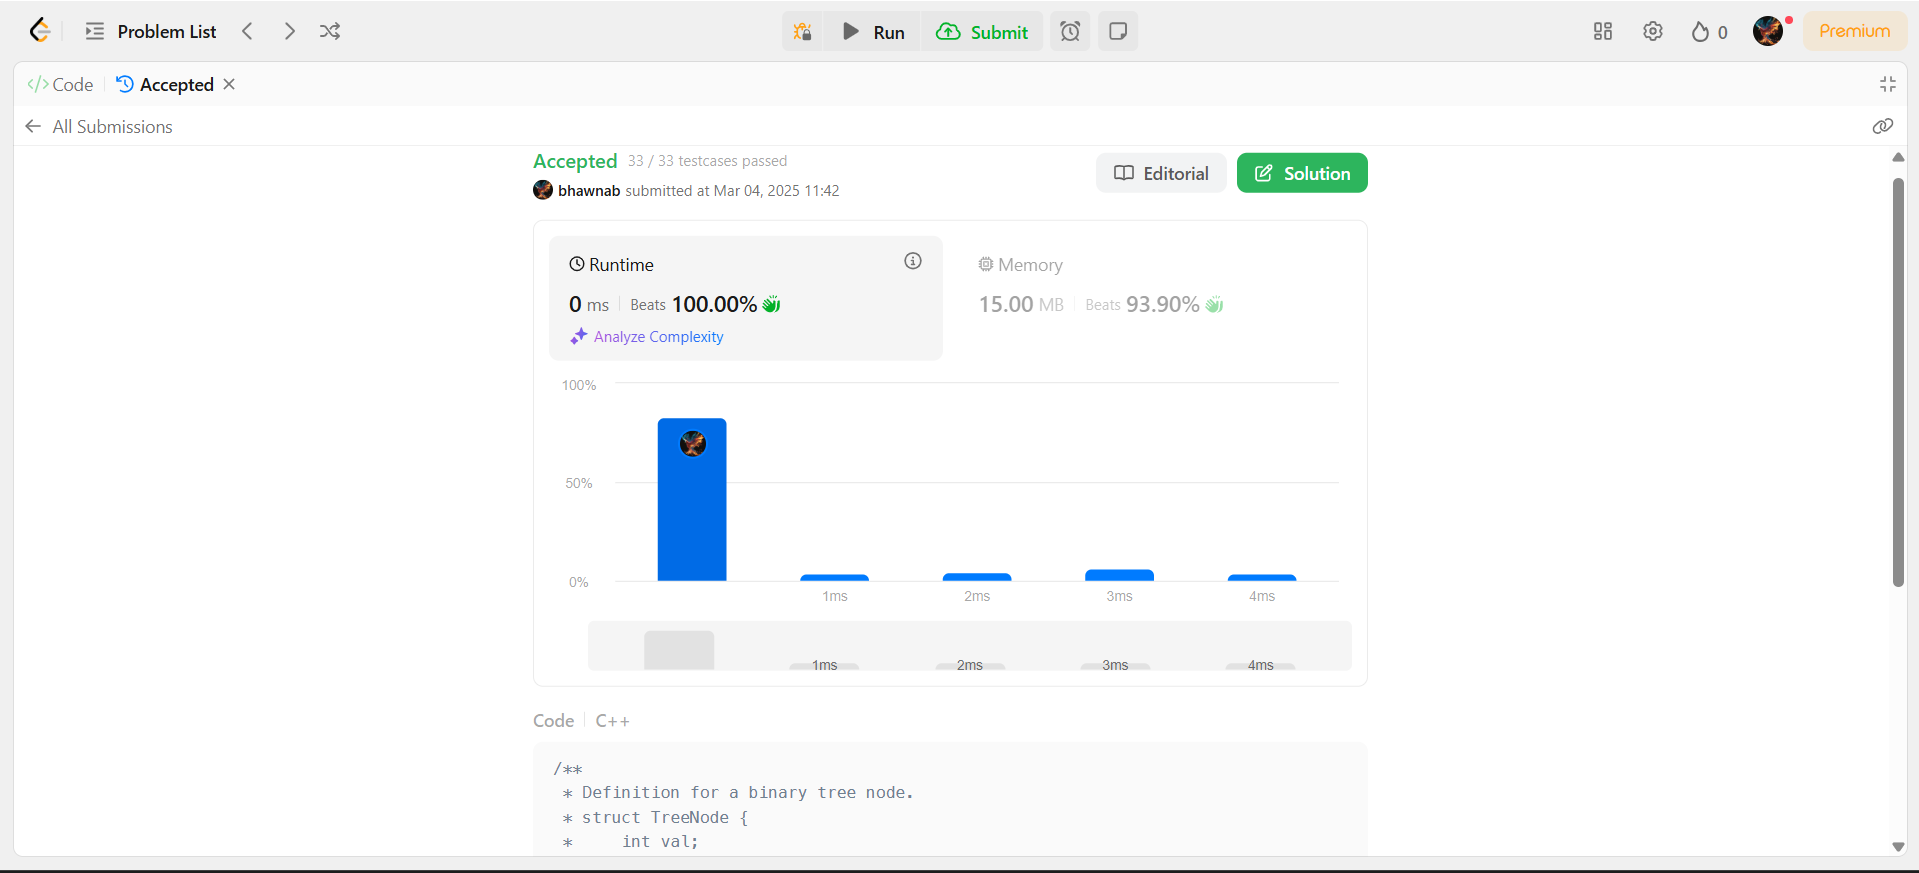 Problem List
Run
Submit
0
Premium
</> Code
Accepted
All Submissions
Accepted 33 / 33 testcases passed
bhawnab submitted at Mar 04, 2025 11:42
Editorial
Solution
Runtime
0 ms Beats 100.00%
Analyze Complexity
Memory
15.00 MB Beats 93.90%
100%
50%
0%
1ms 2ms 3ms 4ms
1ms 2ms 3ms 4ms
Code C++
/**
* Definition for a binary tree node.
* struct TreeNode {
* int val;